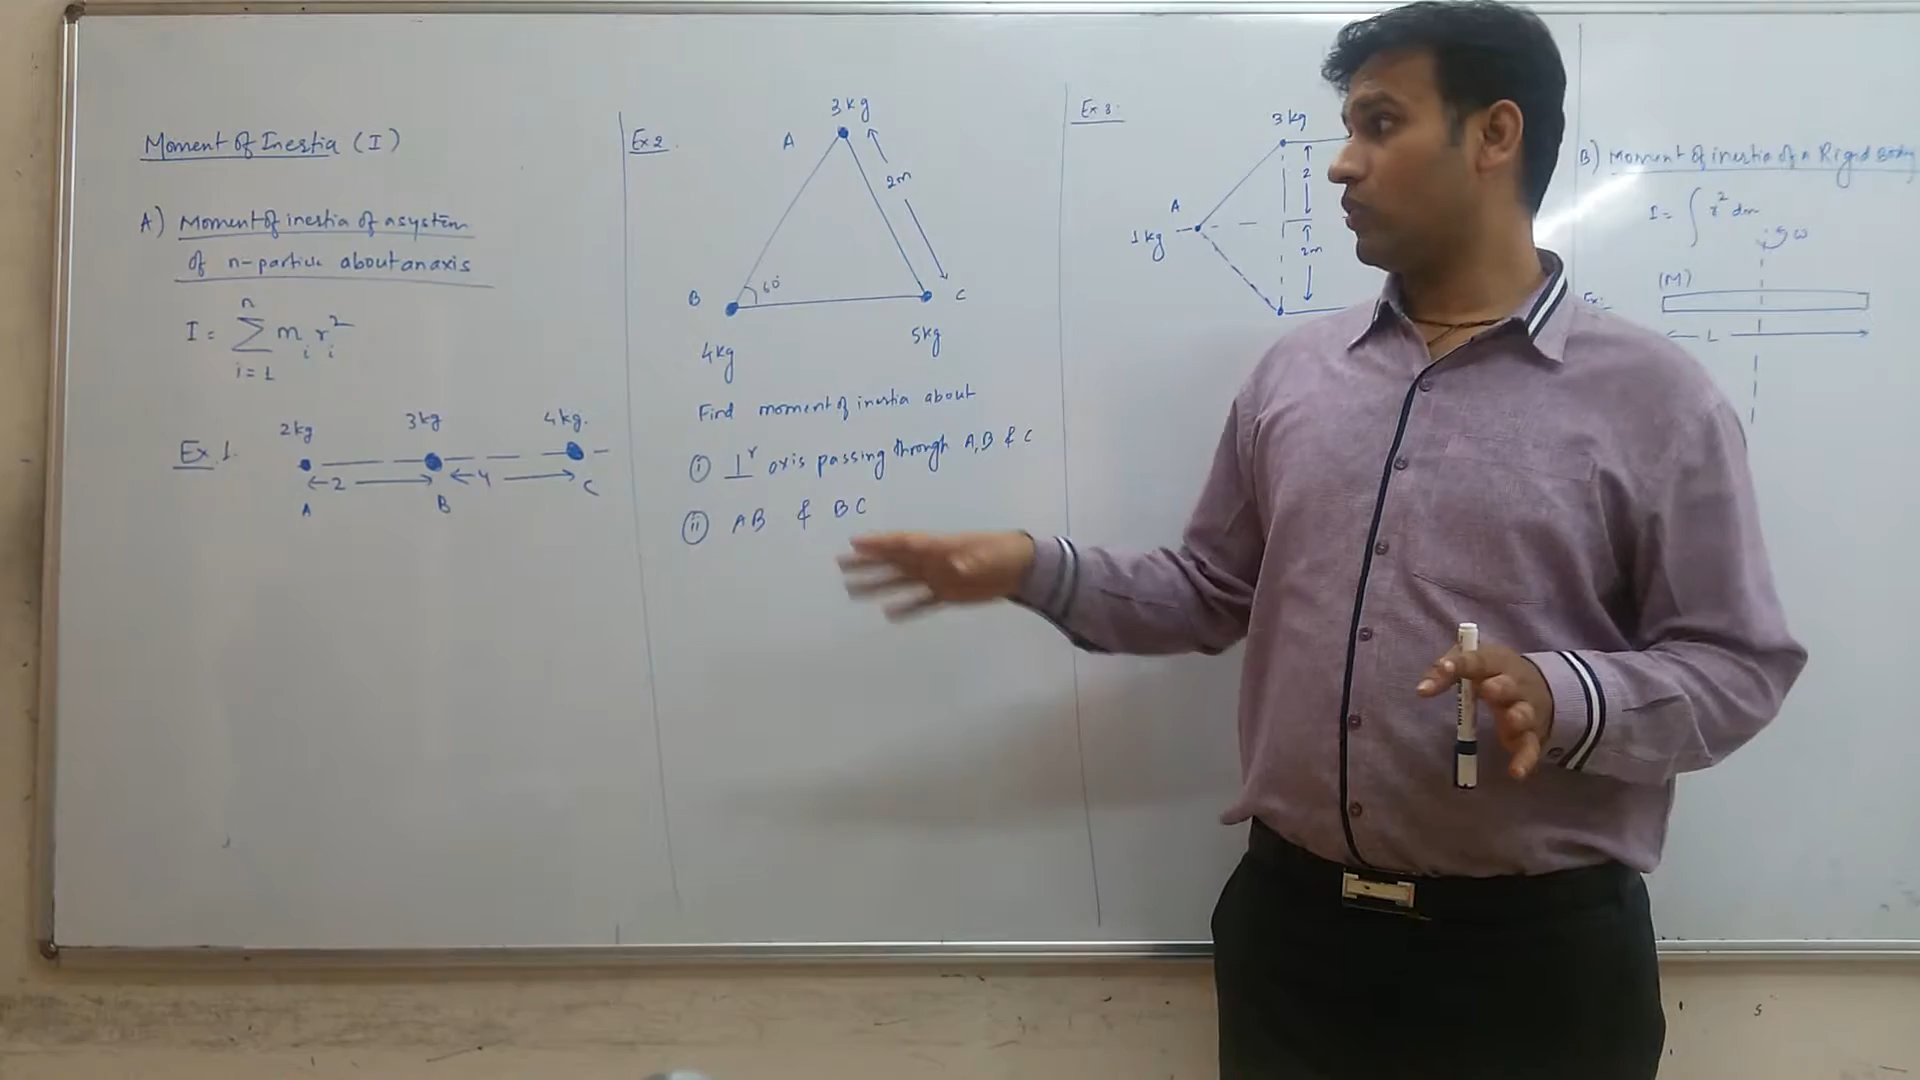 Moment of Inertia (I)
A) Moment of inertia of a system
of n-particle about an axis
n
I = ∑ mᵢ rᵢ²
i = 1
Ex 1.
2kg 3kg 4kg.
2 4
A B C
Ex 2.
3kg
A
2m
B 60° C
4kg 5kg
Find moment of inertia about
(i) ⊥ʳ axis passing through A, B & C
(ii) AB & BC
Ex 3:
3kg
2
A
1kg
2m
B) Moment of inertia of a Rigid Body
I = ∫ r² dm
ω
(M)
Ex:
L